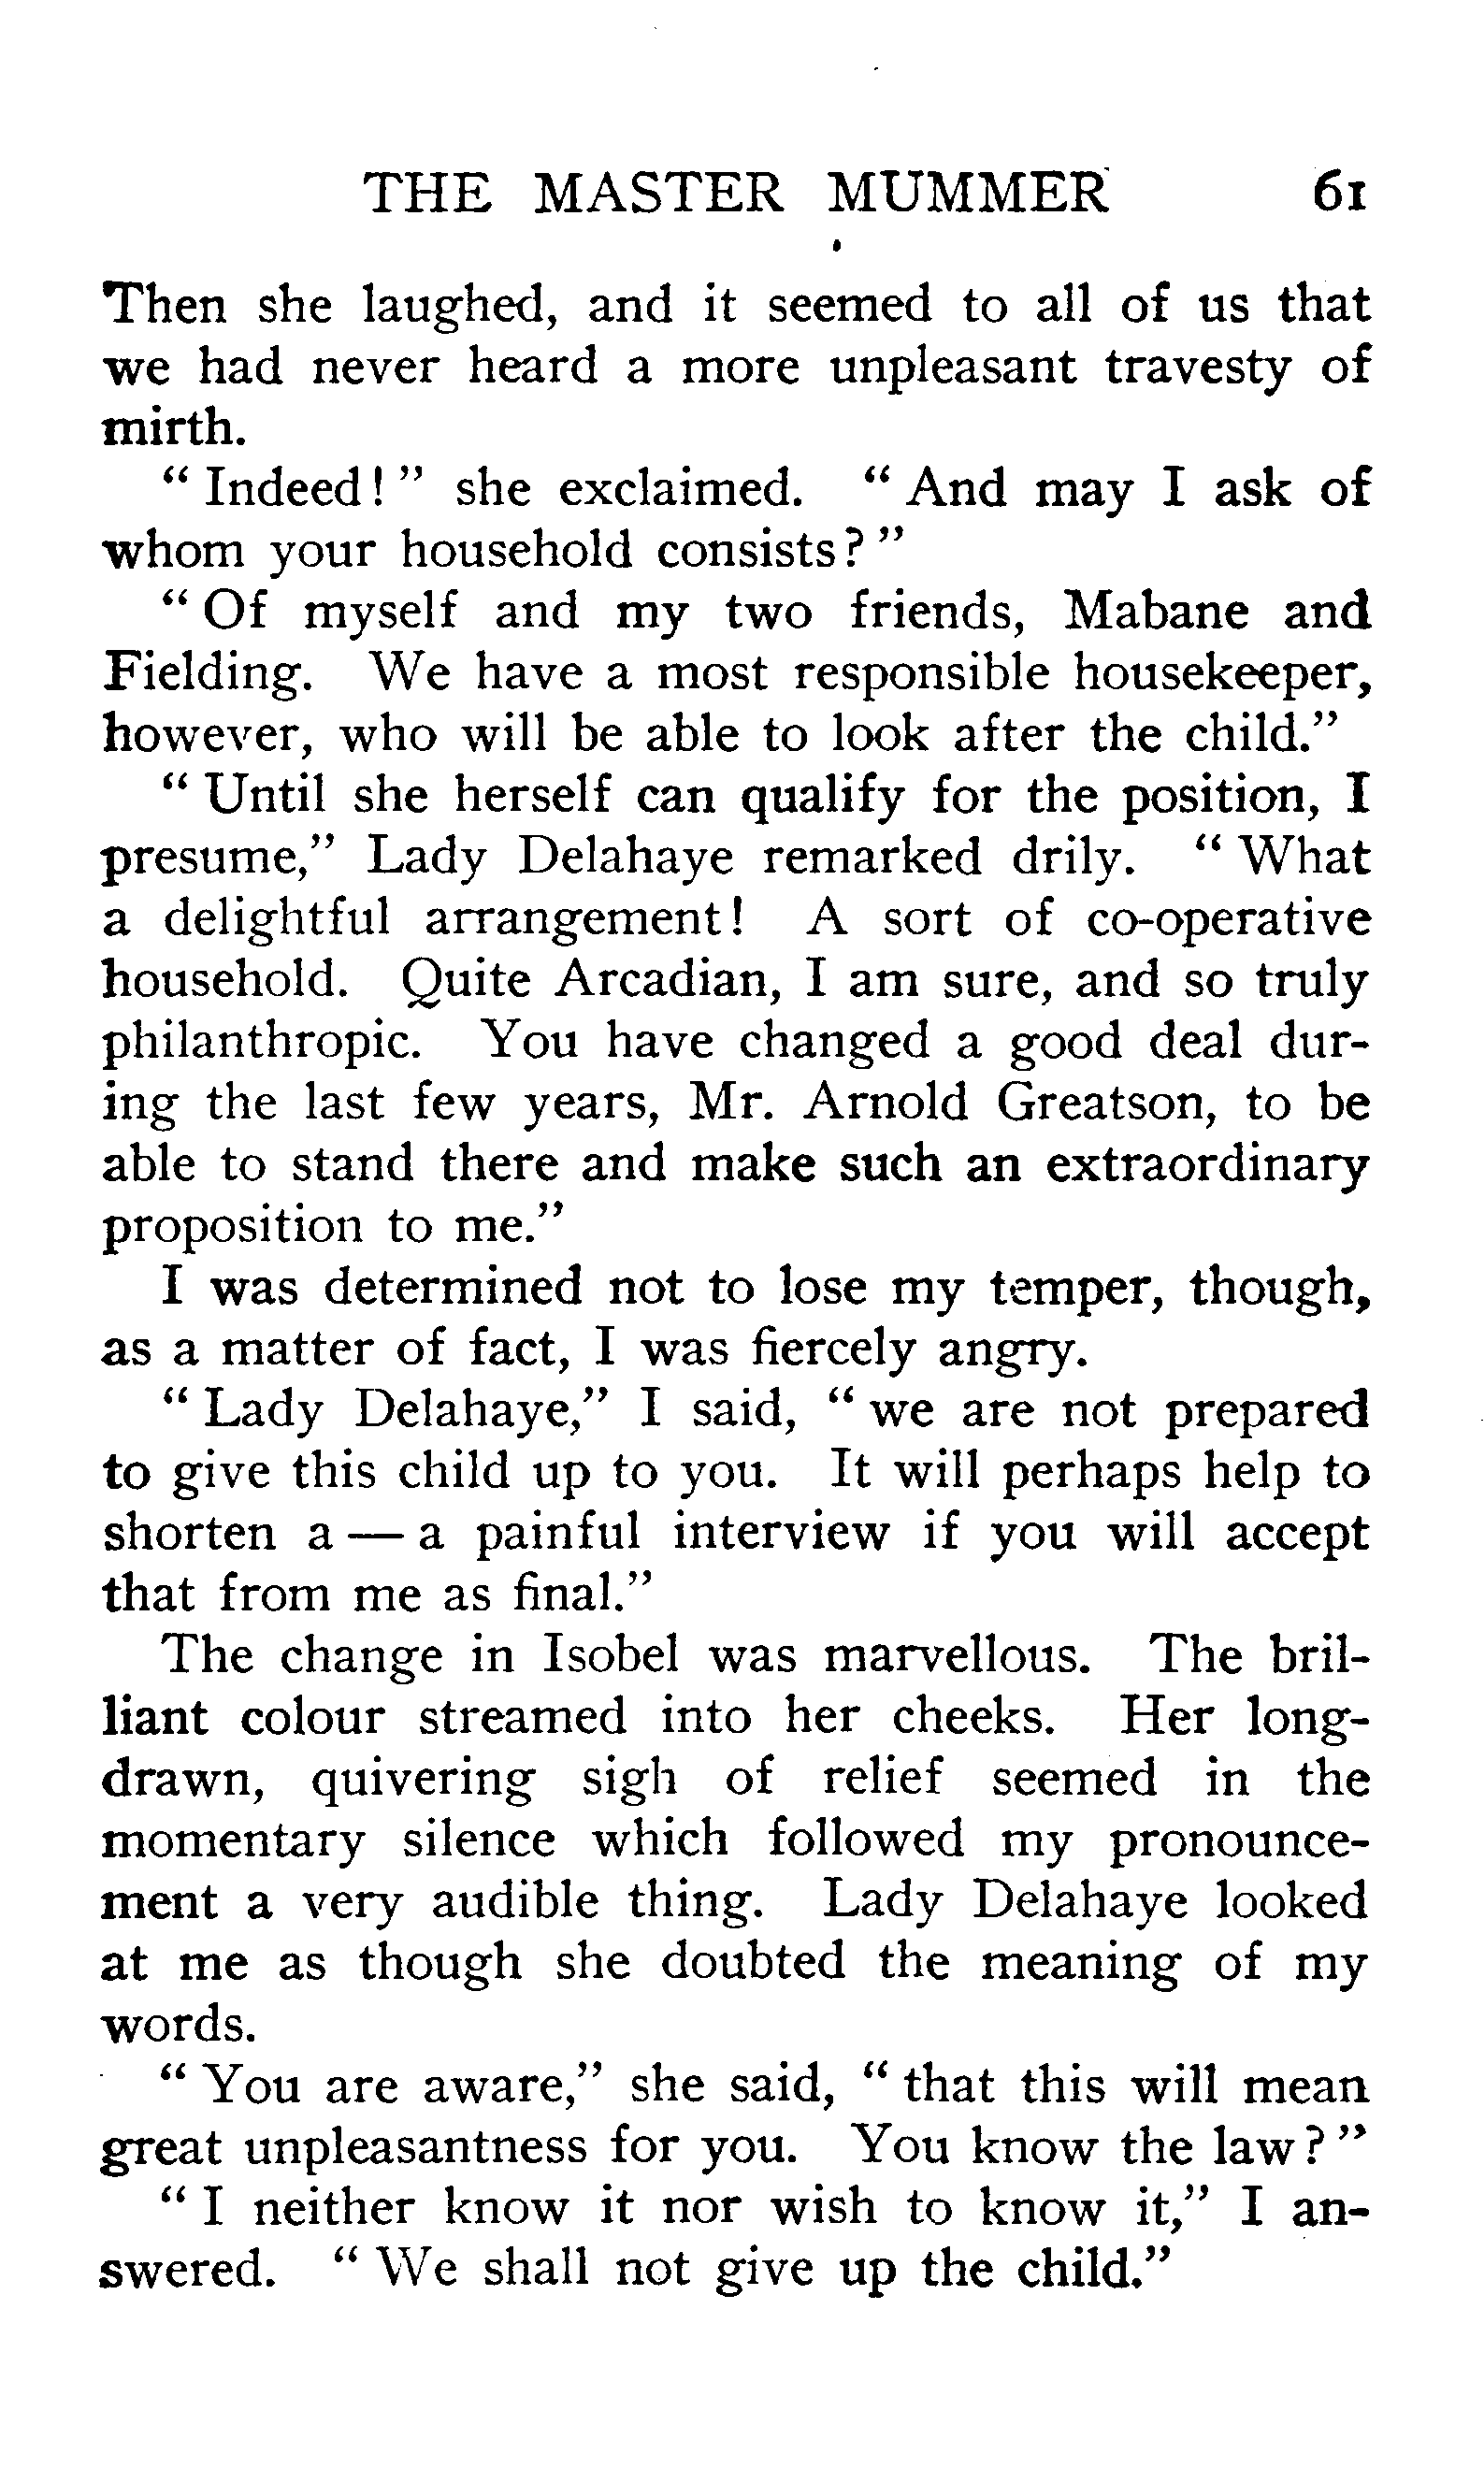 THE MASTER MUMMER 61
Then she laughed, and it seemed to all of us that
we had never heard a more unpleasant travesty of
mirth.
“ Indeed! ” she exclaimed. “ And may I ask of
whom your household consists? ”
“ Of myself and my two friends, Mabane and
Fielding. We have a most responsible housekeeper,
however, who will be able to look after the child.”
“ Until she herself can qualify for the position, I
presume,” Lady Delahaye remarked drily. “ What
a delightful arrangement! A sort of co-operative
household. Quite Arcadian, I am sure, and so truly
philanthropic. You have changed a good deal dur-
ing the last few years, Mr. Arnold Greatson, to be
able to stand there and make such an extraordinary
proposition to me.”
I was determined not to lose my temper, though,
as a matter of fact, I was fiercely angry.
“ Lady Delahaye,” I said, “ we are not prepared
to give this child up to you. It will perhaps help to
shorten a — a painful interview if you will accept
that from me as final.”
The change in Isobel was marvellous. The bril-
liant colour streamed into her cheeks. Her long-
drawn, quivering sigh of relief seemed in the
momentary silence which followed my pronounce-
ment a very audible thing. Lady Delahaye looked
at me as though she doubted the meaning of my
words.
“ You are aware,” she said, “ that this will mean
great unpleasantness for you. You know the law? ”
“ I neither know it nor wish to know it,” I an-
swered. “ We shall not give up the child.”